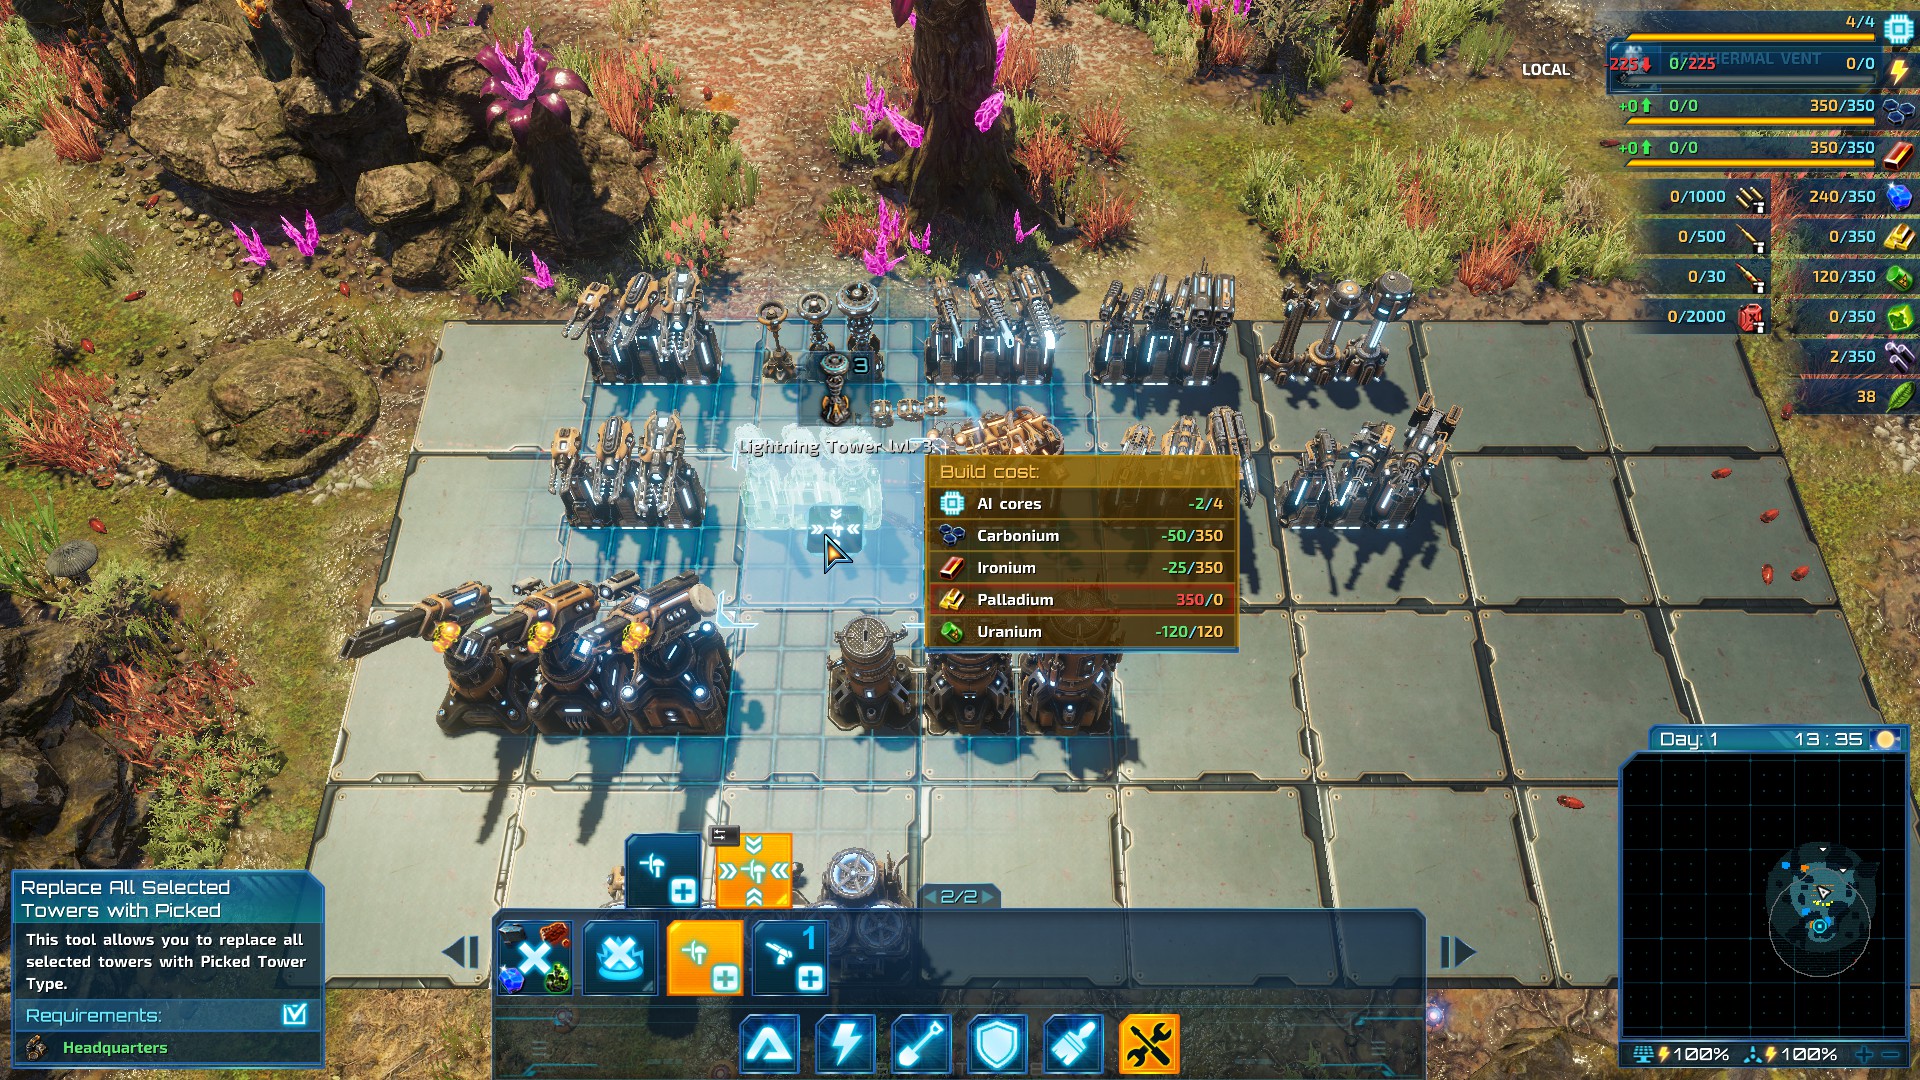 4/4
LOCAL
GEOTHERMAL VENT
-225 0/225 0/0
+0 0/0 350/350
+0 0/0 350/350
0/1000 240/350
0/500 0/350
0/30 120/350
0/2000 0/350
2/350
38
3
Lightning Tower lvl. 3
Build cost:
AI cores -2/4
Carbonium -50/350
Ironium -25/350
Palladium 350/0
Uranium -120/120
Day: 1 13:35
Replace All Selected
Towers with Picked
This tool allows you to replace all
selected towers with Picked Tower
Type.
Requirements:
Headquarters
2/2
1
100% 100%